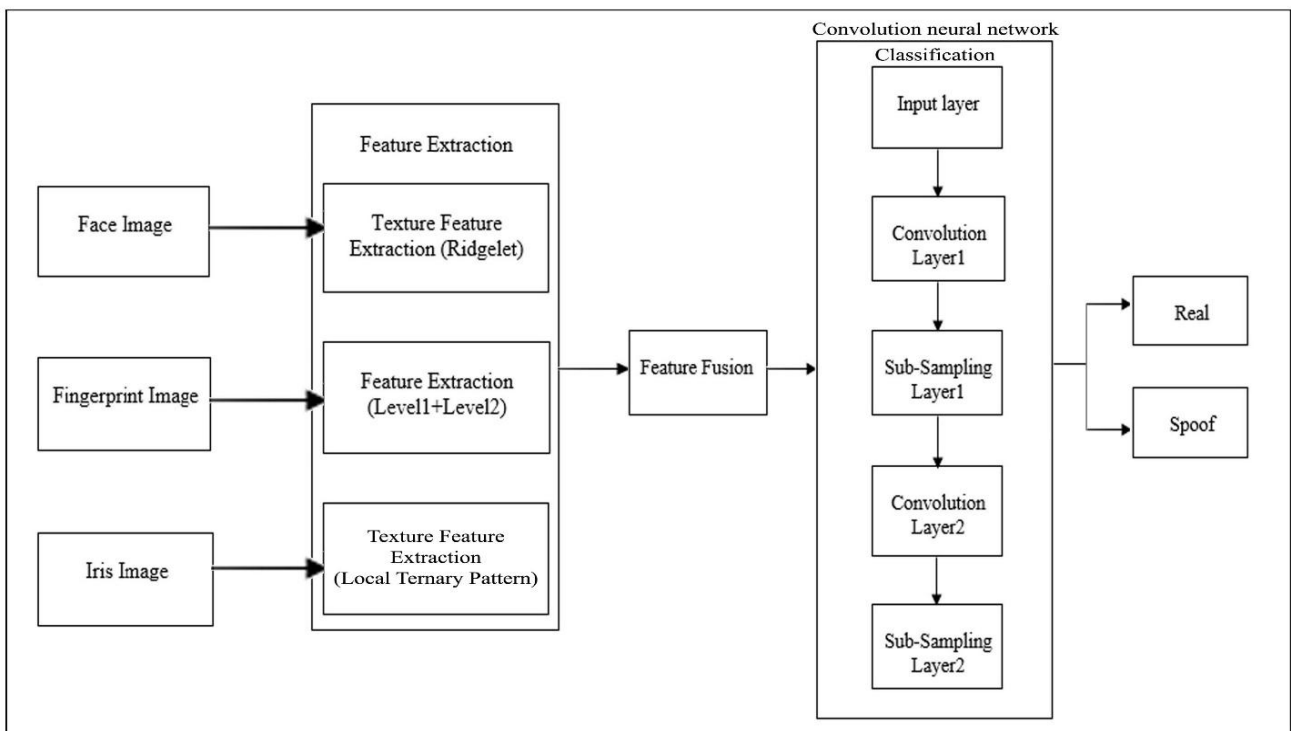 Convolution neural network
Classification
Input layer
Feature Extraction
Face Image
Texture Feature
Extraction (Ridgelet)
Convolution
Layer1
Real
Fingerprint Image
Feature Extraction
(Level1+Level2)
Feature Fusion
Sub-Sampling
Layer1
Spoof
Iris Image
Texture Feature
Extraction
(Local Ternary Pattern)
Convolution
Layer2
Sub-Sampling
Layer2